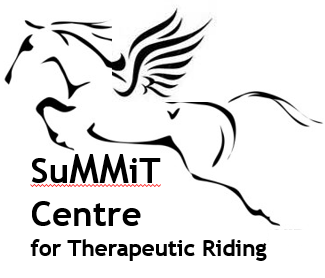 SuMMiT
Centre
for Therapeutic Riding